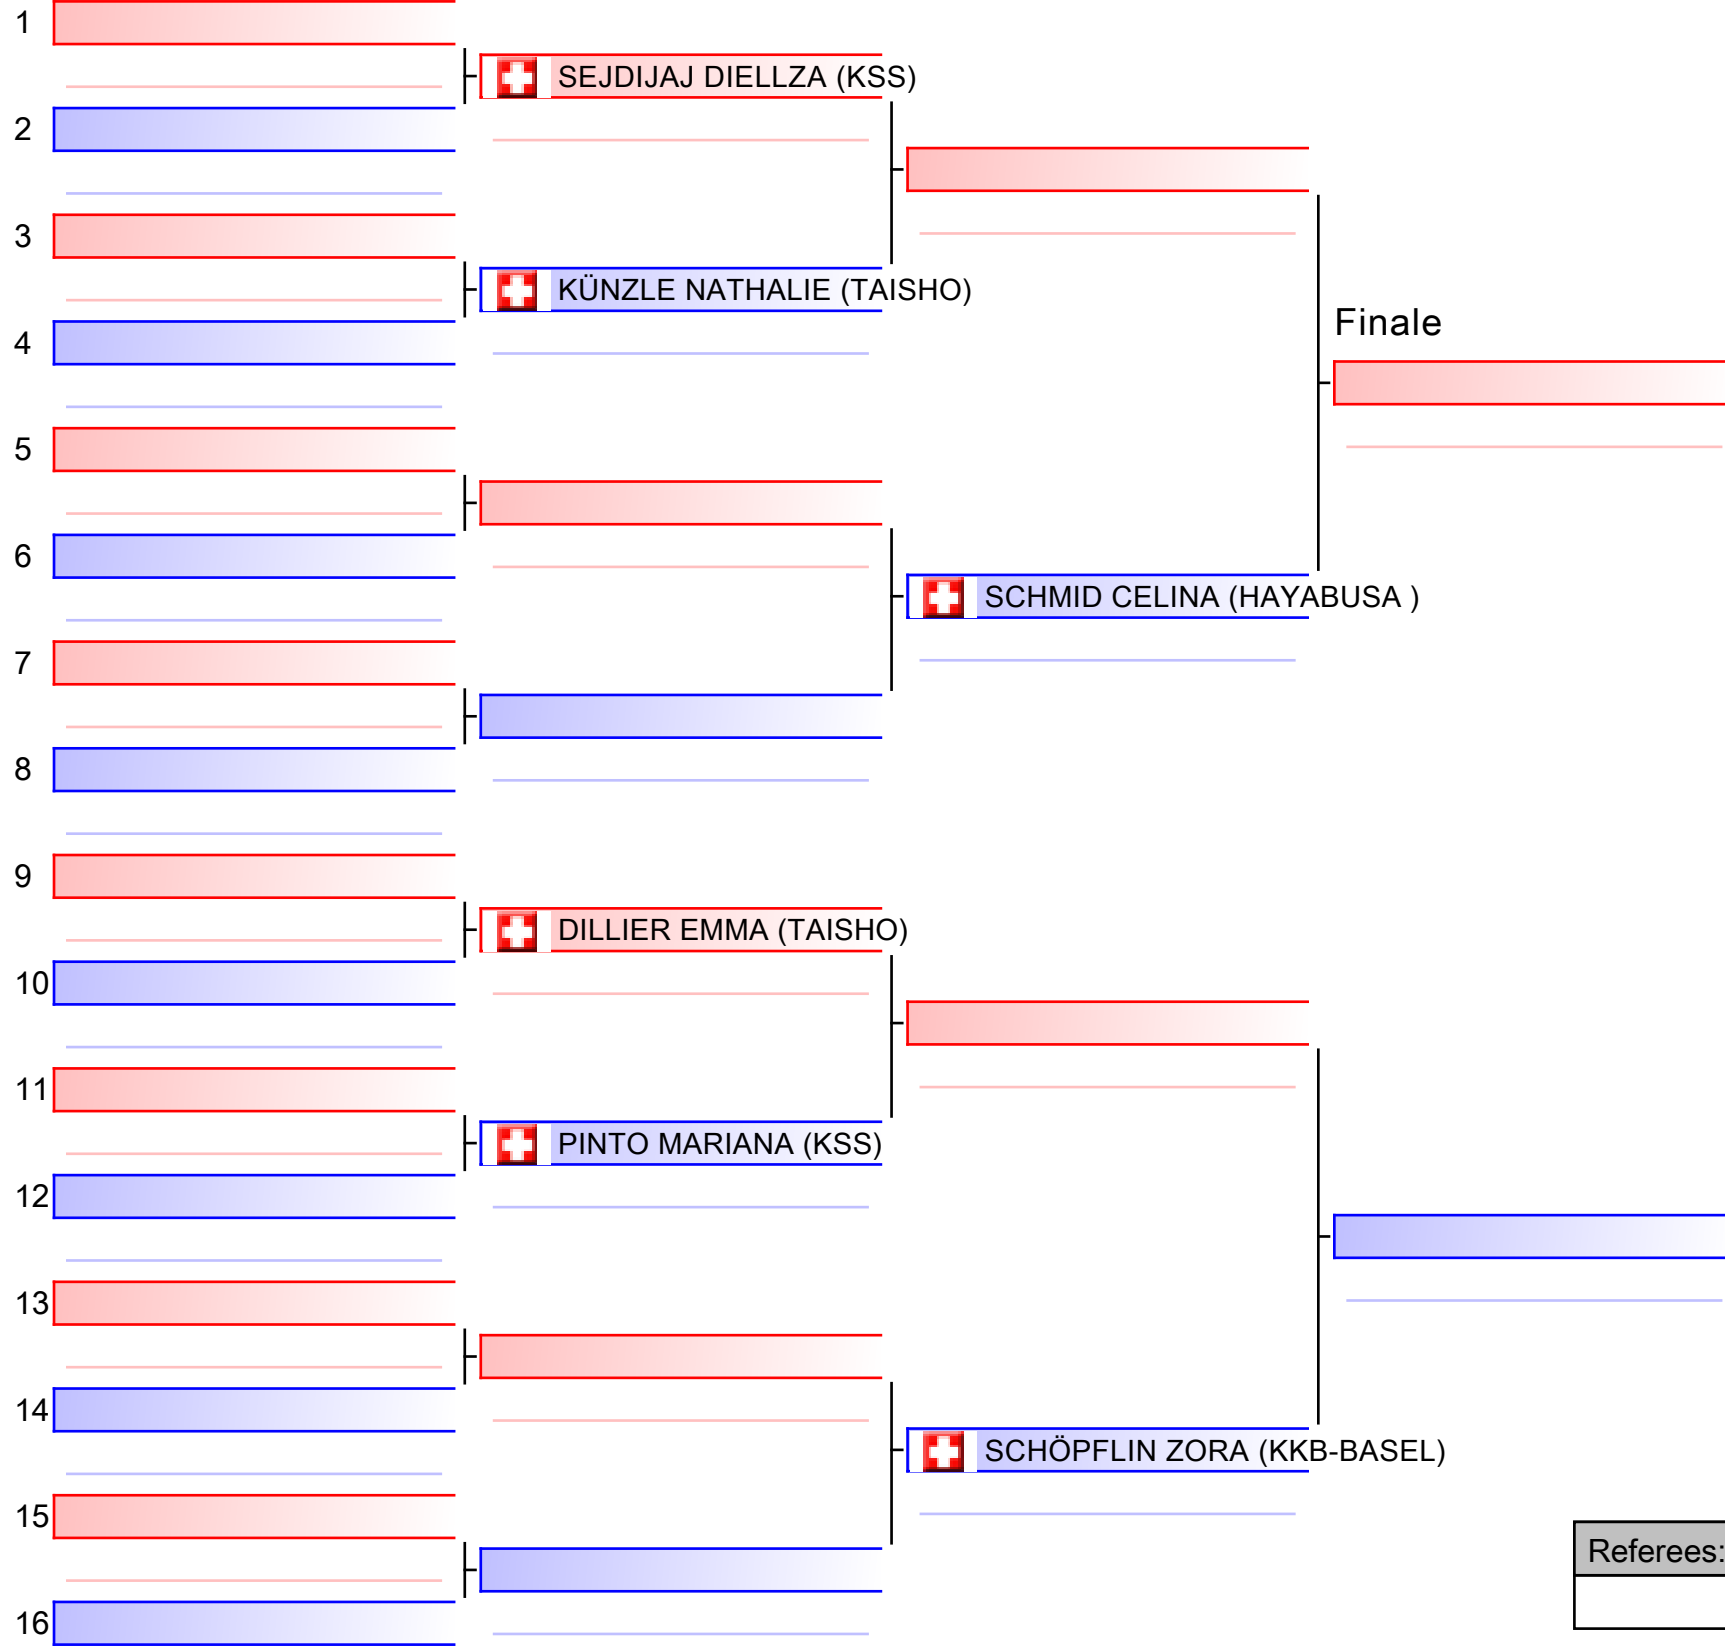 1
SEJDIJAJ DIELLZA (KSS)
2
3
KÜNZLE NATHALIE (TAISHO)
Finale
4
5
6
SCHMID CELINA (HAYABUSA )
7
8
9
DILLIER EMMA (TAISHO)
10
11
PINTO MARIANA (KSS)
12
13
14
SCHÖPFLIN ZORA (KKB-BASEL)
15
Referees:
16